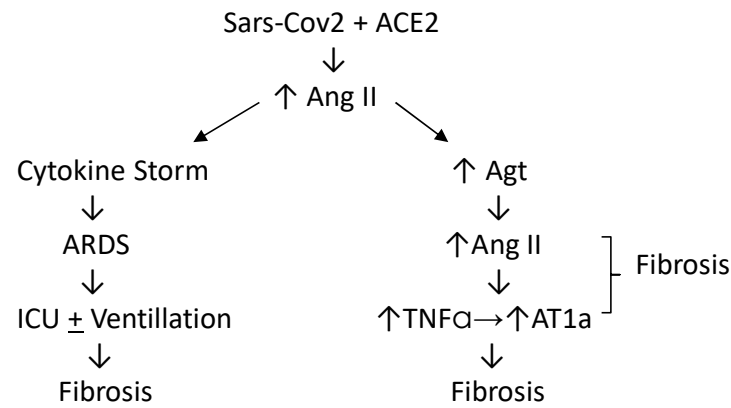 Sars-Cov2 + ACE2
↓
↑ Ang II
Cytokine Storm
↓
ARDS
↓
ICU ± Ventillation
↓
Fibrosis
↑ Agt
↓
↑Ang II
↓
↑TNFα→↑AT1a
↓
Fibrosis
Fibrosis